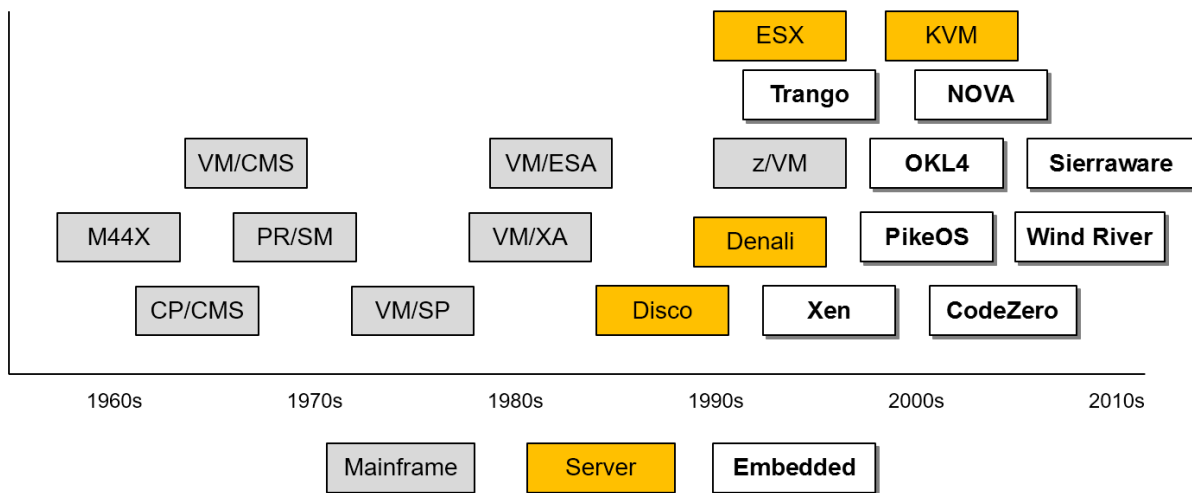 ESX KVM
Trango NOVA
VM/CMS VM/ESA z/VM OKL4 Sierraware
M44X PR/SM VM/XA Denali PikeOS Wind River
CP/CMS VM/SP Disco Xen CodeZero
1960s 1970s 1980s 1990s 2000s 2010s
Mainframe Server Embedded